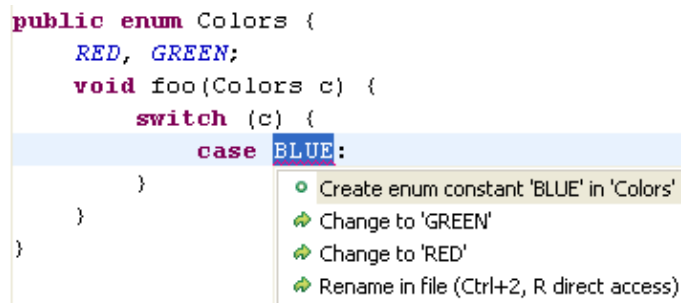 public enum Colors {
RED, GREEN;
void foo(Colors c) {
switch (c) {
case BLUE:
}
Create enum constant 'BLUE' in 'Colors'
}
Change to 'GREEN'
}
Change to 'RED'
Rename in file (Ctrl+2, R direct access)